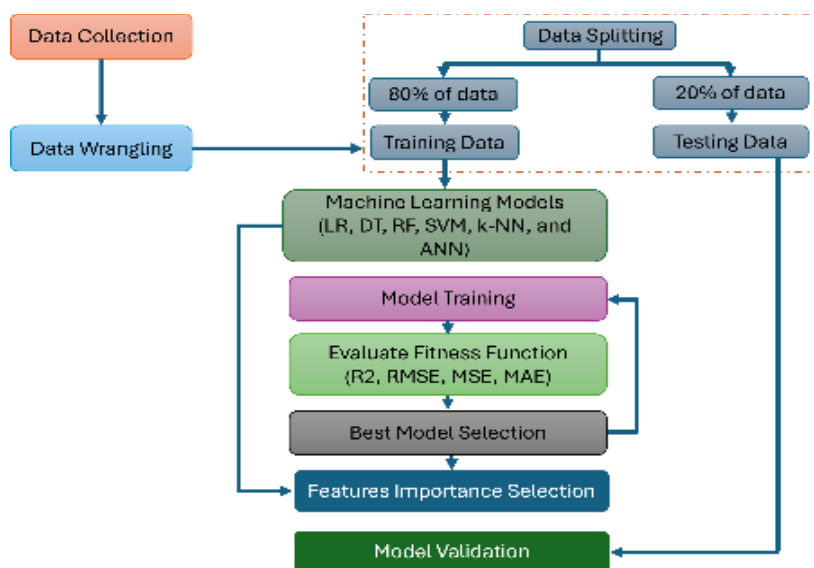 Data Collection
Data Splitting
80% of data
20% of data
Data Wrangling
Training Data
Testing Data
Machine Learning Models
(LR, DT, RF, SVM, k-NN, and
ANN)
Model Training
Evaluate Fitness Function
(R2, RMSE, MSE, MAE)
Best Model Selection
Features Importance Selection
Model Validation